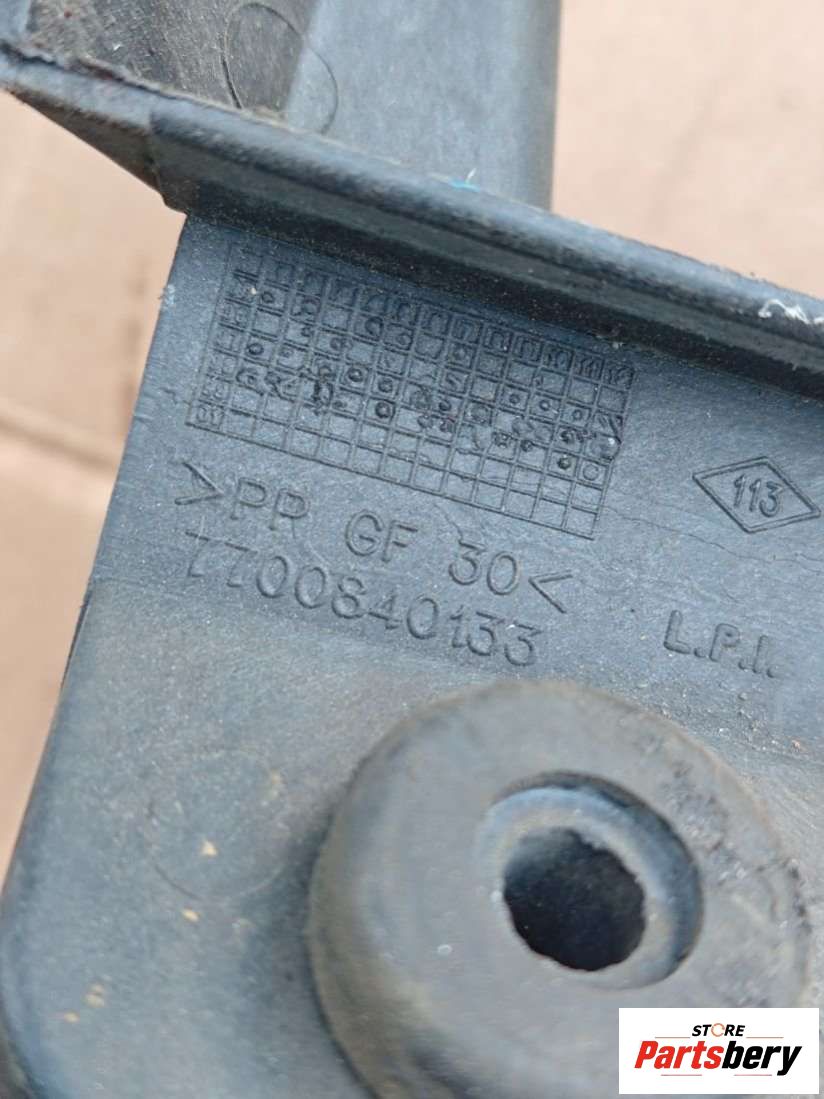 113
>PP GF 30<
7700840133
L.P.I.
STORE
Partsbery